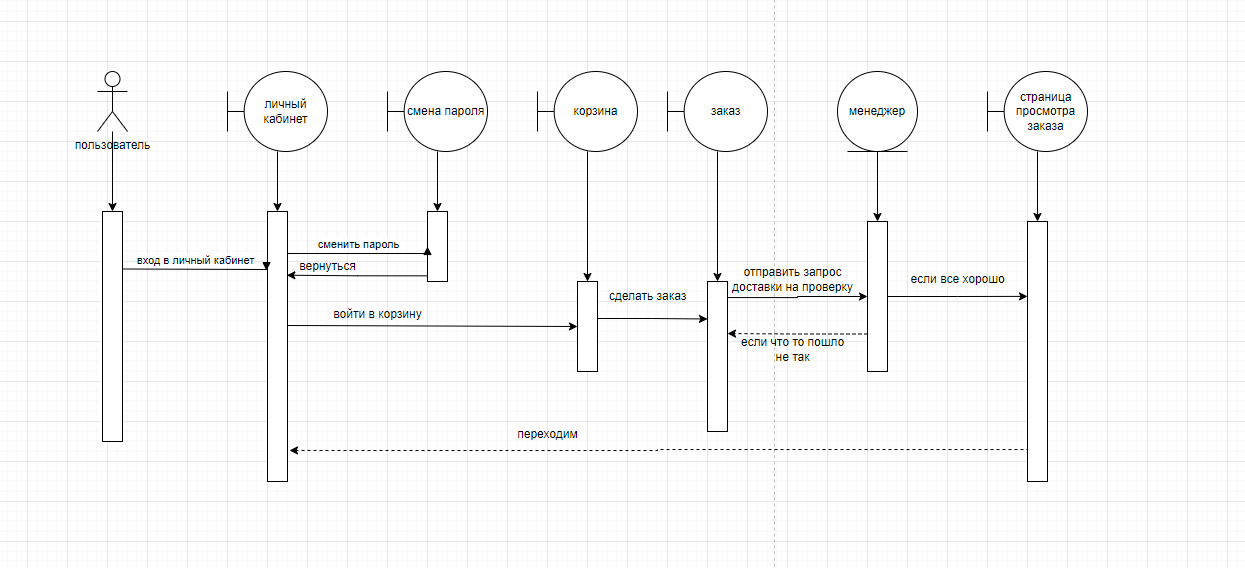 пользователь
личный
кабинет
смена пароля
корзина
заказ
менеджер
страница
просмотра
заказа
вход в личный кабинет
сменить пароль
вернуться
войти в корзину
сделать заказ
отправить запрос
доставки на проверку
если все хорошо
если что то пошло
не так
переходим